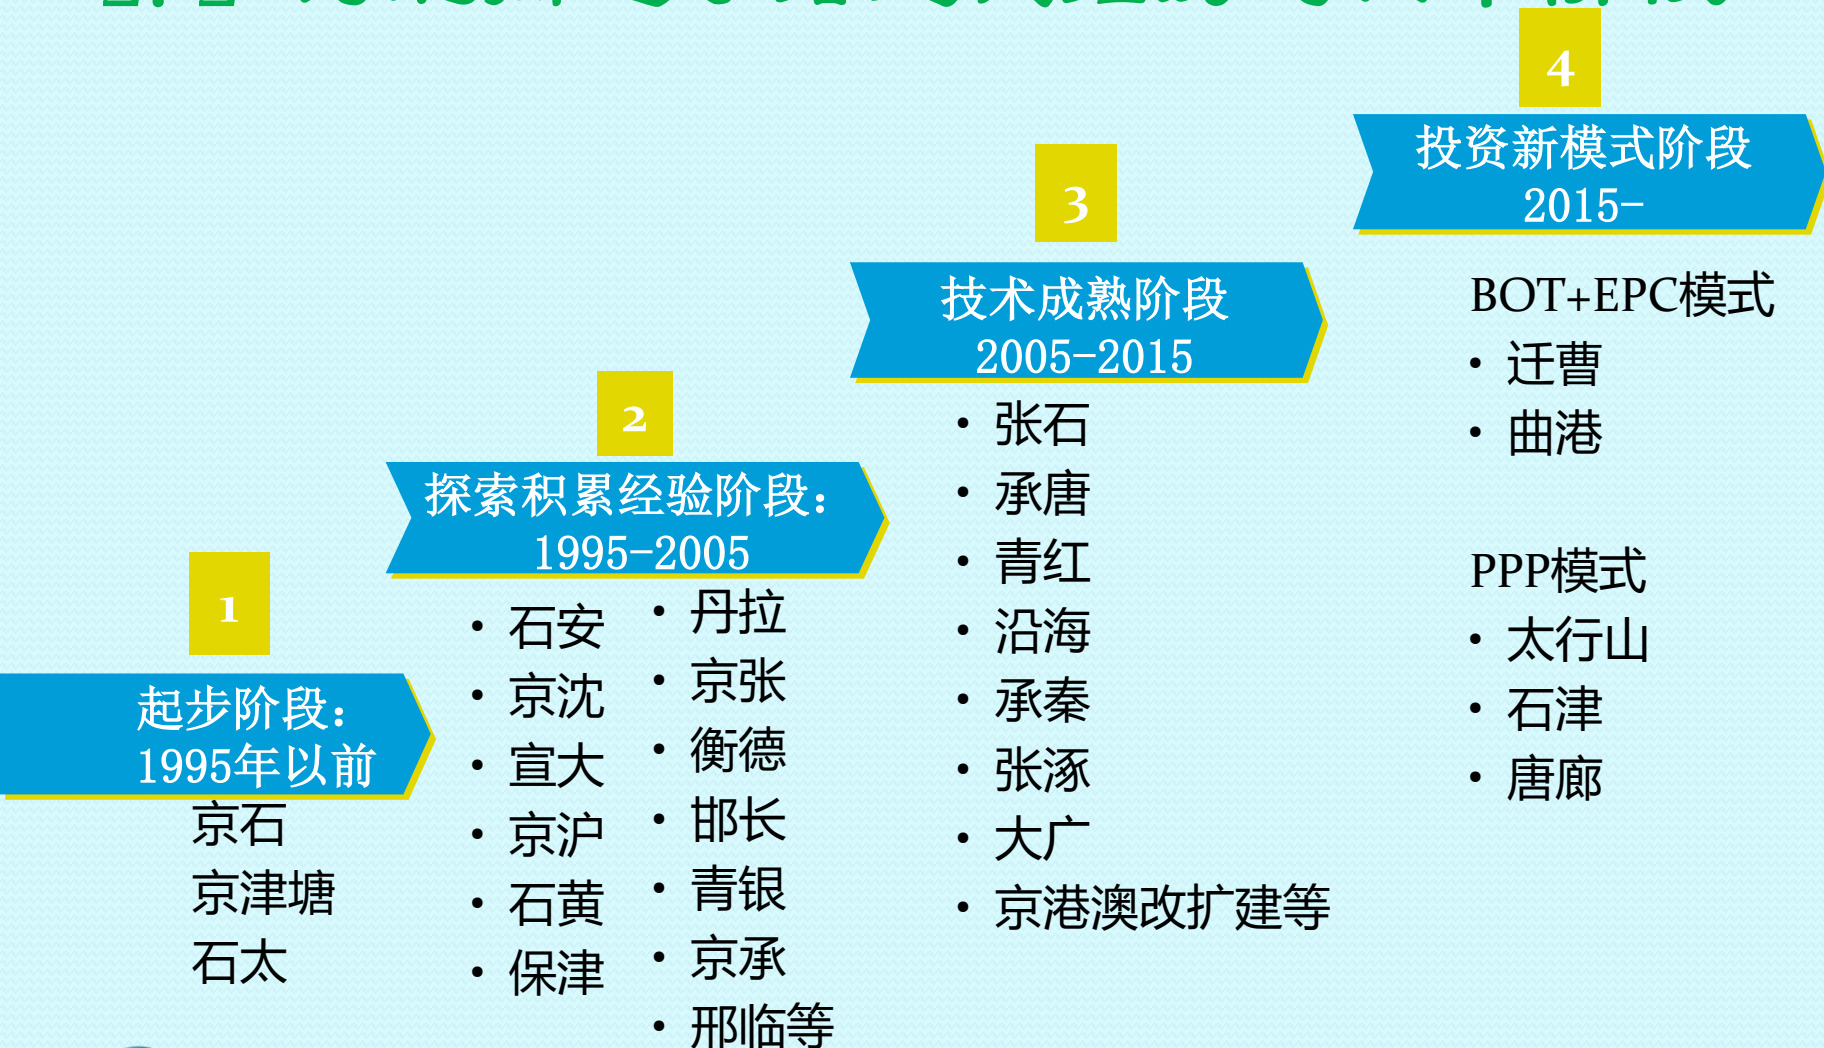 1
起步阶段：
1995年以前
京石
京津塘
石太
2
探索积累经验阶段：
1995-2005
• 石安
• 京沈
• 宣大
• 京沪
• 石黄
• 保津
• 丹拉
• 京张
• 衡德
• 邯长
• 青银
• 京承
• 邢临等
3
技术成熟阶段
2005-2015
• 张石
• 承唐
• 青红
• 沿海
• 承秦
• 张涿
• 大广
• 京港澳改扩建等
4
投资新模式阶段
2015-
BOT+EPC模式
• 迁曹
• 曲港
PPP模式
• 太行山
• 石津
• 唐廊